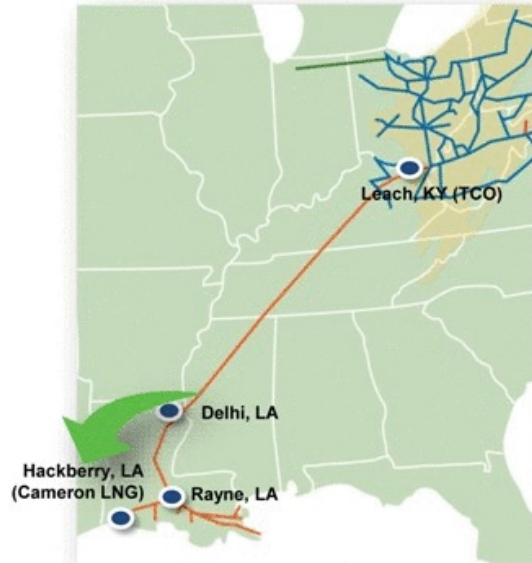 Leach, KY (TCO)
Delhi, LA
Hackberry, LA
(Cameron LNG)
Rayne, LA